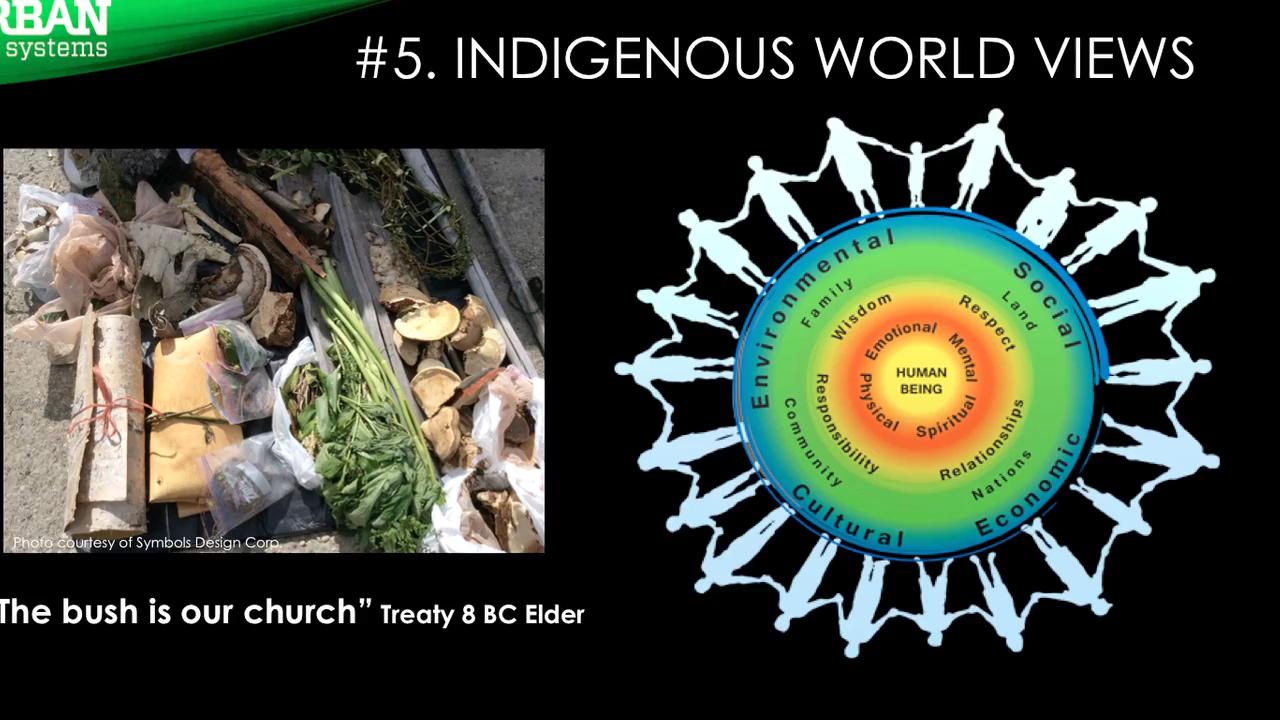 RBAN
systems
#5. INDIGENOUS WORLD VIEWS
Environmental
Social
Family
Land
Wisdom
Respect
Emotional
Mental
HUMAN
BEING
Physical
Spiritual
Responsibility
Relationships
Community
Nations
Cultural
Economic
Photo courtesy of Symbols Design Corp.
The bush is our church” Treaty 8 BC Elder